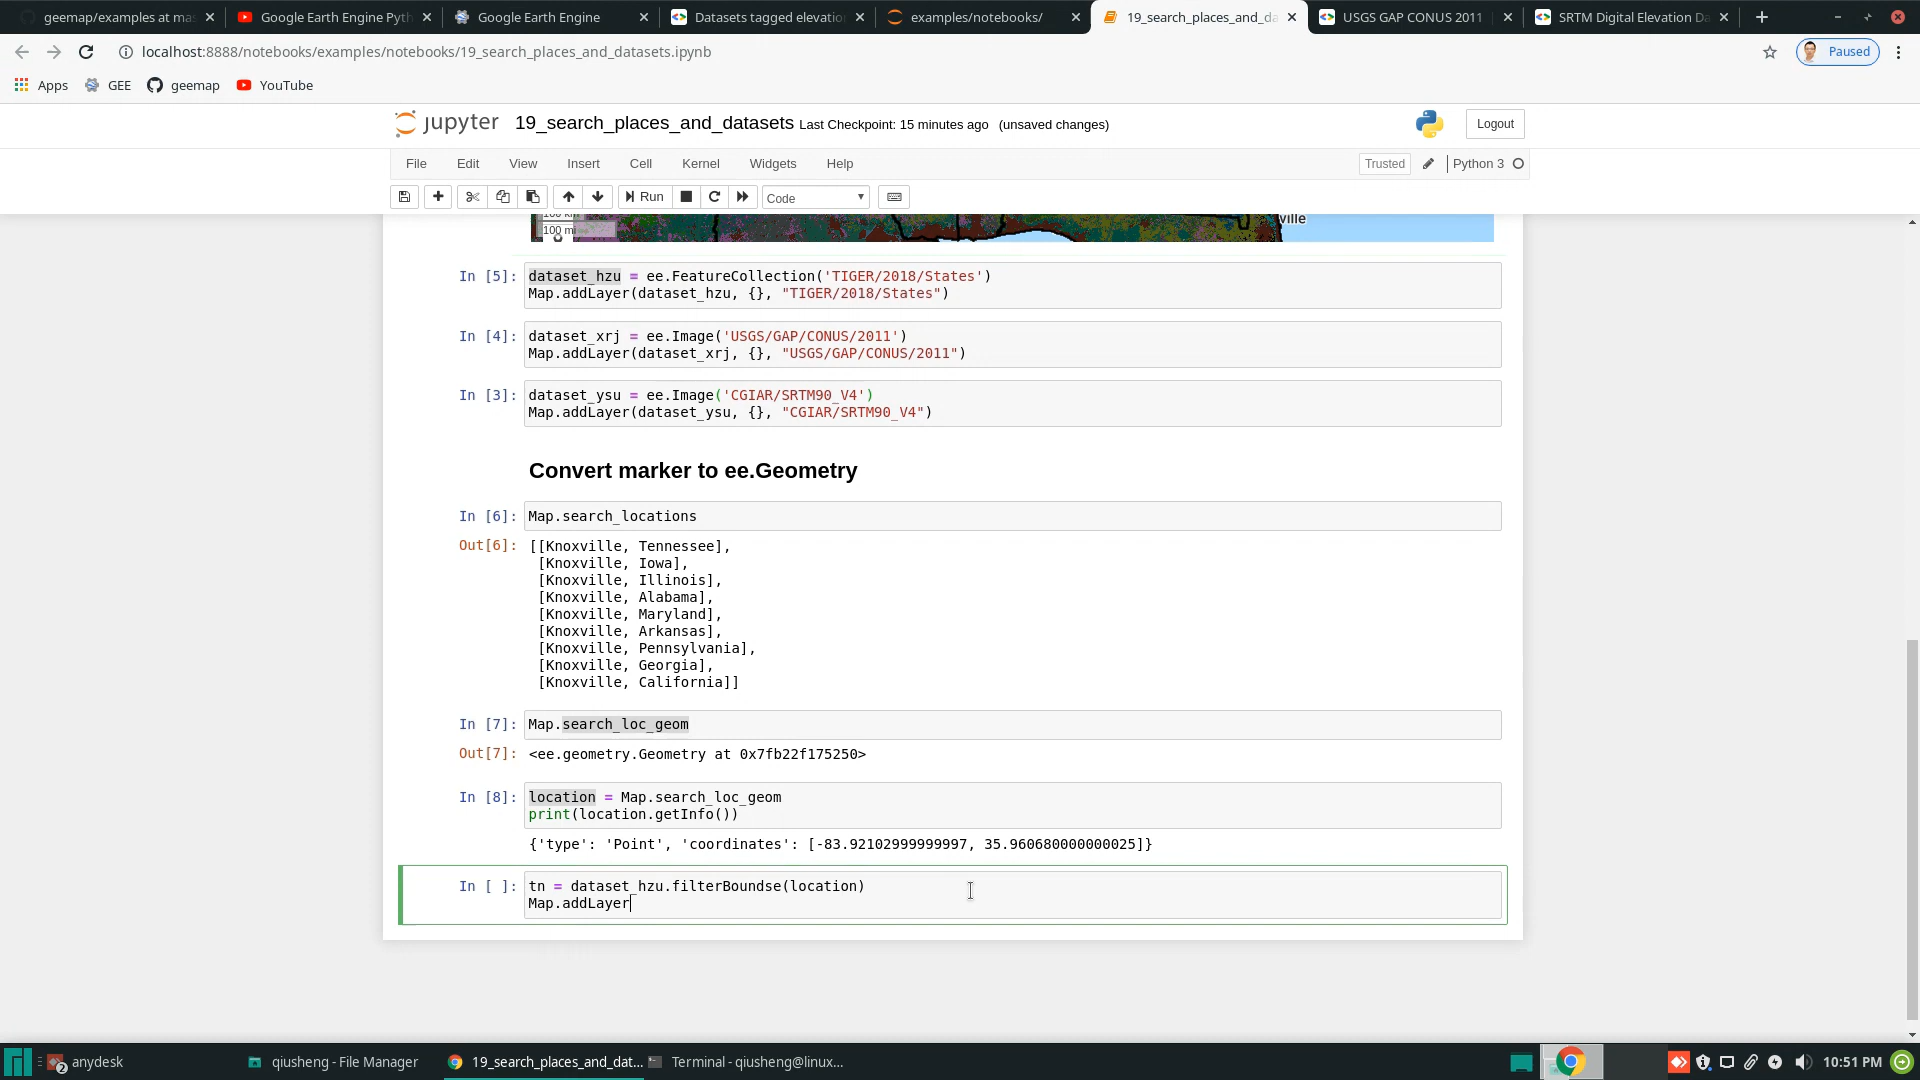 geemap/examples at mas
Google Earth Engine Pyth
Google Earth Engine
Datasets tagged elevatio
examples/notebooks/
19_search_places_and_da
USGS GAP CONUS 2011
SRTM Digital Elevation Da
localhost:8888/notebooks/examples/notebooks/19_search_places_and_datasets.ipynb
Paused
Apps
GEE
geemap
YouTube
jupyter
19_search_places_and_datasets Last Checkpoint: 15 minutes ago (unsaved changes)
Logout
File
Edit
View
Insert
Cell
Kernel
Widgets
Help
Trusted
Python 3
Run
Code
100 km
100 mi
ville
In [5]: dataset_hzu = ee.FeatureCollection('TIGER/2018/States')
Map.addLayer(dataset_hzu, {}, "TIGER/2018/States")
In [4]: dataset_xrj = ee.Image('USGS/GAP/CONUS/2011')
Map.addLayer(dataset_xrj, {}, "USGS/GAP/CONUS/2011")
In [3]: dataset_ysu = ee.Image('CGIAR/SRTM90_V4')
Map.addLayer(dataset_ysu, {}, "CGIAR/SRTM90_V4")
Convert marker to ee.Geometry
In [6]: Map.search_locations
Out[6]: [[Knoxville, Tennessee],
[Knoxville, Iowa],
[Knoxville, Illinois],
[Knoxville, Alabama],
[Knoxville, Maryland],
[Knoxville, Arkansas],
[Knoxville, Pennsylvania],
[Knoxville, Georgia],
[Knoxville, California]]
In [7]: Map.search_loc_geom
Out[7]: <ee.geometry.Geometry at 0x7fb22f175250>
In [8]: location = Map.search_loc_geom
print(location.getInfo())
{'type': 'Point', 'coordinates': [-83.92102999999997, 35.960680000000025]}
In [ ]: tn = dataset_hzu.filterBoundse(location)
Map.addLayer
2
anydesk
qiusheng - File Manager
19_search_places_and_dat...
Terminal - qiusheng@linux...
10:51 PM